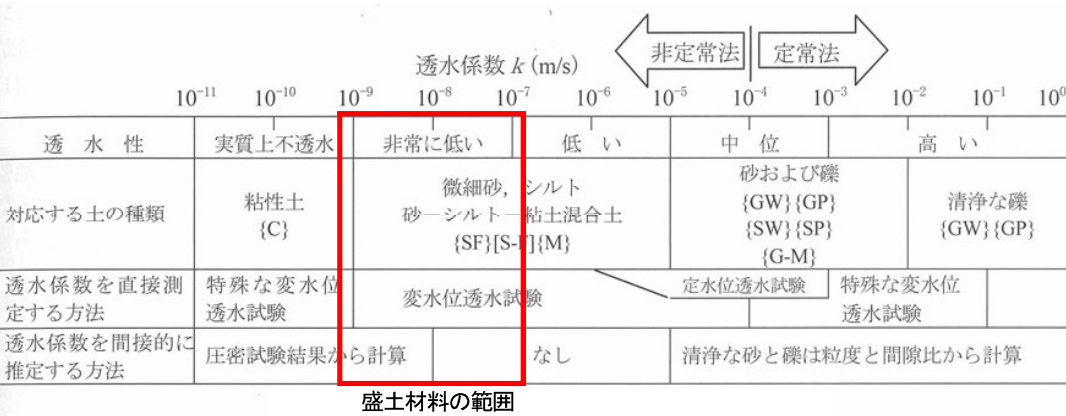 非定常法 定常法
透水係数 k (m/s)
10⁻¹¹ 10⁻¹⁰ 10⁻⁹ 10⁻⁸ 10⁻⁷ 10⁻⁶ 10⁻⁵ 10⁻⁴ 10⁻³ 10⁻² 10⁻¹ 10⁰
透水性 実質上不透水 非常に低い 低い 中位 高い
対応する土の種類
粘性土
{C}
微細砂，シルト
砂－シルト－粘土混合土
{SF}[S-F]{M}
砂および礫
{GW}{GP}
{SW}{SP}
{G-M}
清浄な礫
{GW}{GP}
透水係数を直接測
定する方法
特殊な変水位
透水試験
変水位透水試験
定水位透水試験
特殊な変水位
透水試験
透水係数を間接的に
推定する方法
圧密試験結果から計算
なし
清浄な砂と礫は粒度と間隙比から計算
盛土材料の範囲